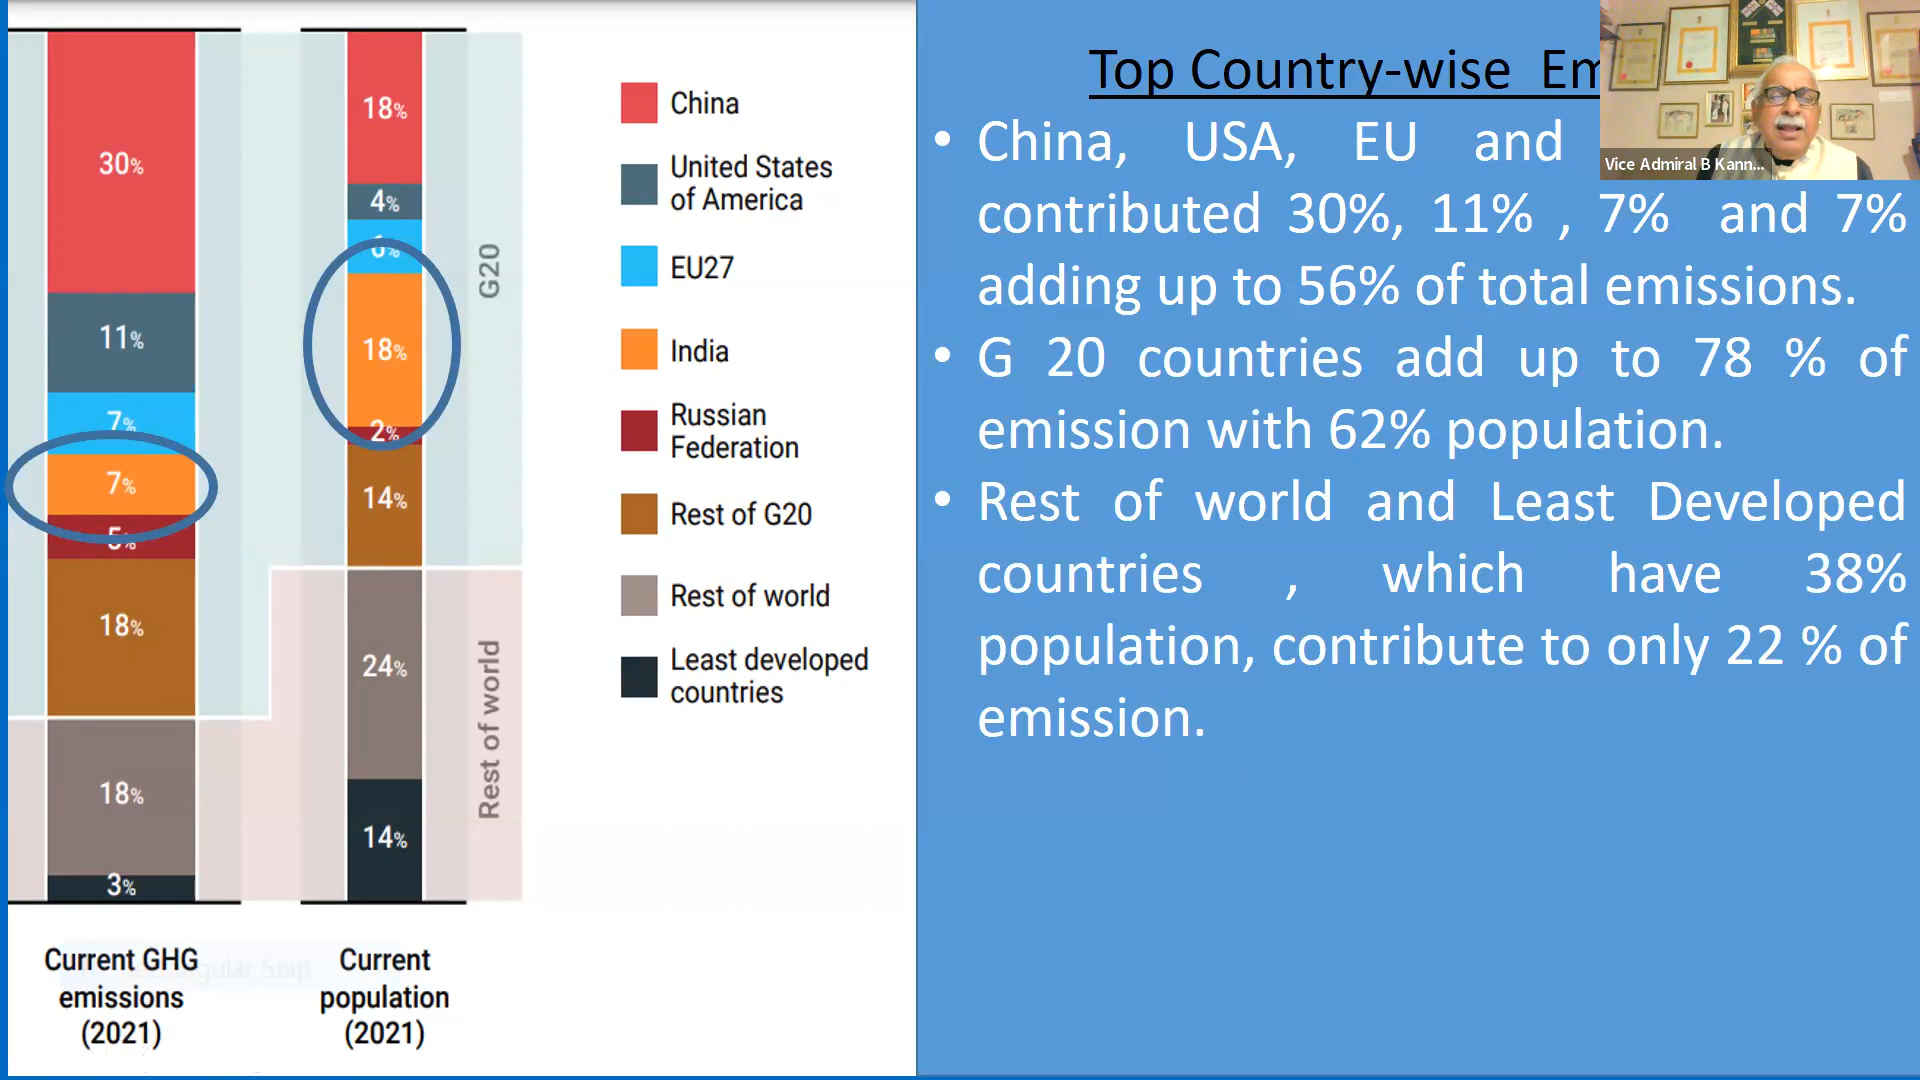 30%
11%
7%
7%
5%
18%
18%
3%
Current GHG
emissions
(2021)
18%
4%
6%
18%
2%
14%
24%
14%
Current
population
(2021)
G20
Rest of world
China
United States
of America
EU27
India
Russian
Federation
Rest of G20
Rest of world
Least developed
countries
Top Country-wise Em
• China, USA, EU and
contributed 30%, 11% , 7% and 7%
adding up to 56% of total emissions.
• G 20 countries add up to 78 % of
emission with 62% population.
• Rest of world and Least Developed
countries , which have 38%
population, contribute to only 22 % of
emission.
Vice Admiral B Kann...